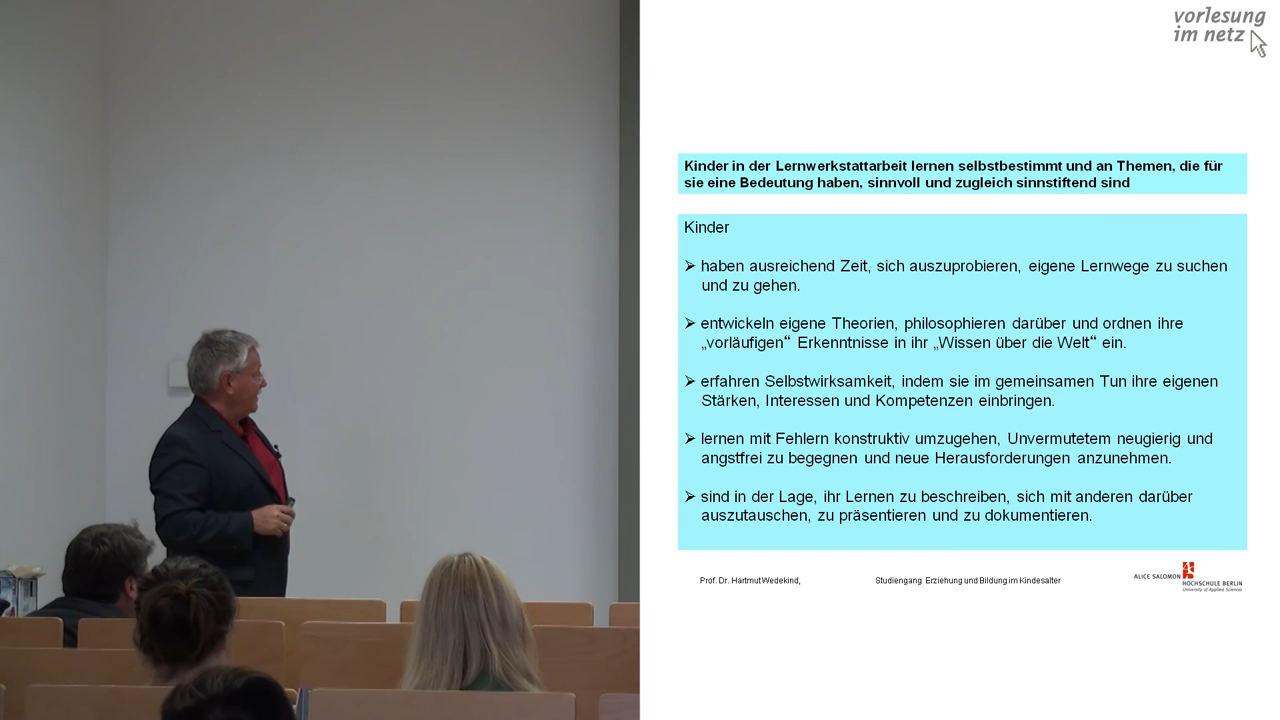 vorlesung
im netz
Kinder in der Lernwerkstattarbeit lernen selbstbestimmt und an Themen, die für
sie eine Bedeutung haben, sinnvoll und zugleich sinnstiftend sind
Kinder
➢ haben ausreichend Zeit, sich auszuprobieren, eigene Lernwege zu suchen
und zu gehen.
➢ entwickeln eigene Theorien, philosophieren darüber und ordnen ihre
„vorläufigen“ Erkenntnisse in ihr „Wissen über die Welt“ ein.
➢ erfahren Selbstwirksamkeit, indem sie im gemeinsamen Tun ihre eigenen
Stärken, Interessen und Kompetenzen einbringen.
➢ lernen mit Fehlern konstruktiv umzugehen, Unvermutetem neugierig und
angstfrei zu begegnen und neue Herausforderungen anzunehmen.
➢ sind in der Lage, ihr Lernen zu beschreiben, sich mit anderen darüber
auszutauschen, zu präsentieren und zu dokumentieren.
Prof. Dr. Hartmut Wedekind, Studiengang Erziehung und Bildung im Kindesalter
ALICE SALOMON
HOCHSCHULE BERLIN
University of Applied Sciences